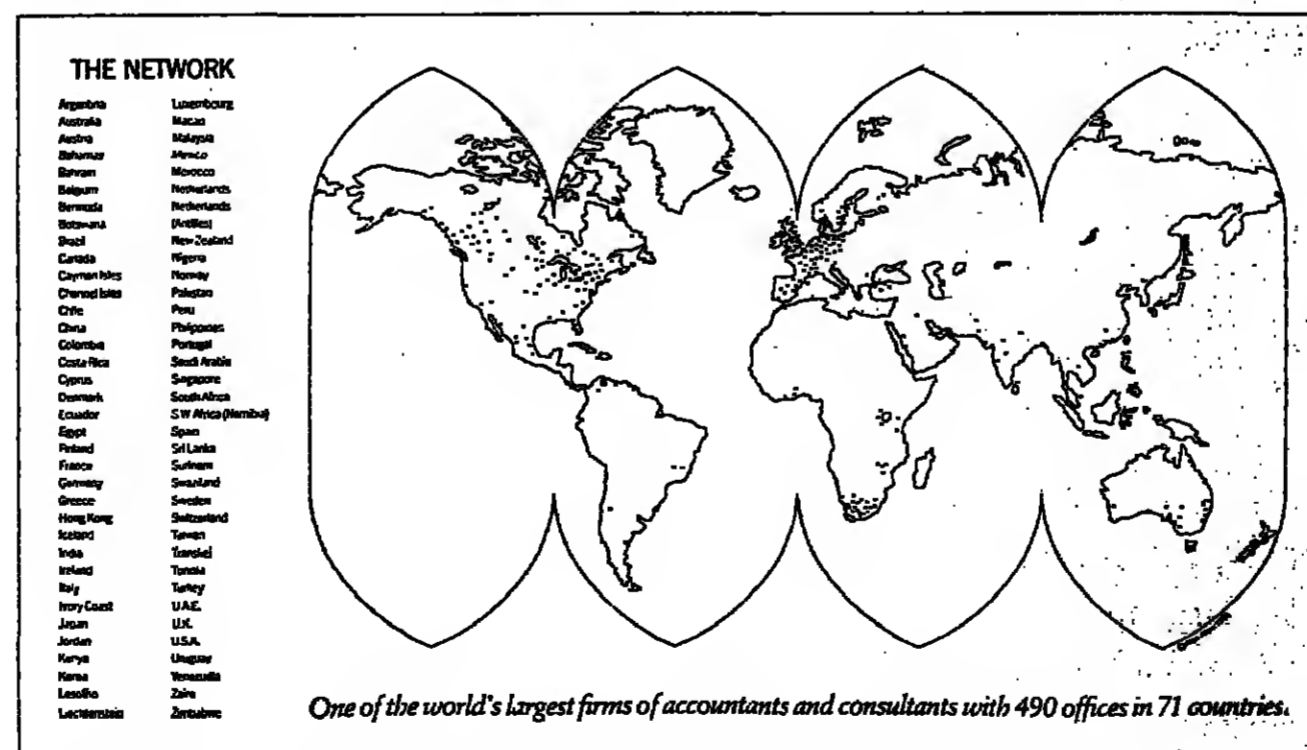 THE NETWORK
Argentina
Australia
Austria
Bahamas
Bahrain
Belgium
Bermuda
Botswana
Brazil
Canada
Cayman Isles
Channel Isles
Chile
China
Colombia
Costa Rica
Cyprus
Denmark
Ecuador
Egypt
Finland
France
Germany
Greece
Hong Kong
Iceland
India
Ireland
Italy
Ivory Coast
Japan
Jordan
Kenya
Korea
Lesotho
Liechtenstein
Luxembourg
Macao
Malaysia
Mexico
Morocco
Netherlands
Netherlands
(Antilles)
New Zealand
Nigeria
Norway
Pakistan
Peru
Philippines
Portugal
Saudi Arabia
Singapore
South Africa
S W Africa (Namibia)
Spain
Sri Lanka
Surinam
Swaziland
Sweden
Switzerland
Taiwan
Transkei
Tunisia
Turkey
U.A.E.
U.K.
U.S.A.
Uruguay
Venezuela
Zaire
Zimbabwe
One of the world's largest firms of accountants and consultants with 490 offices in 71 countries.